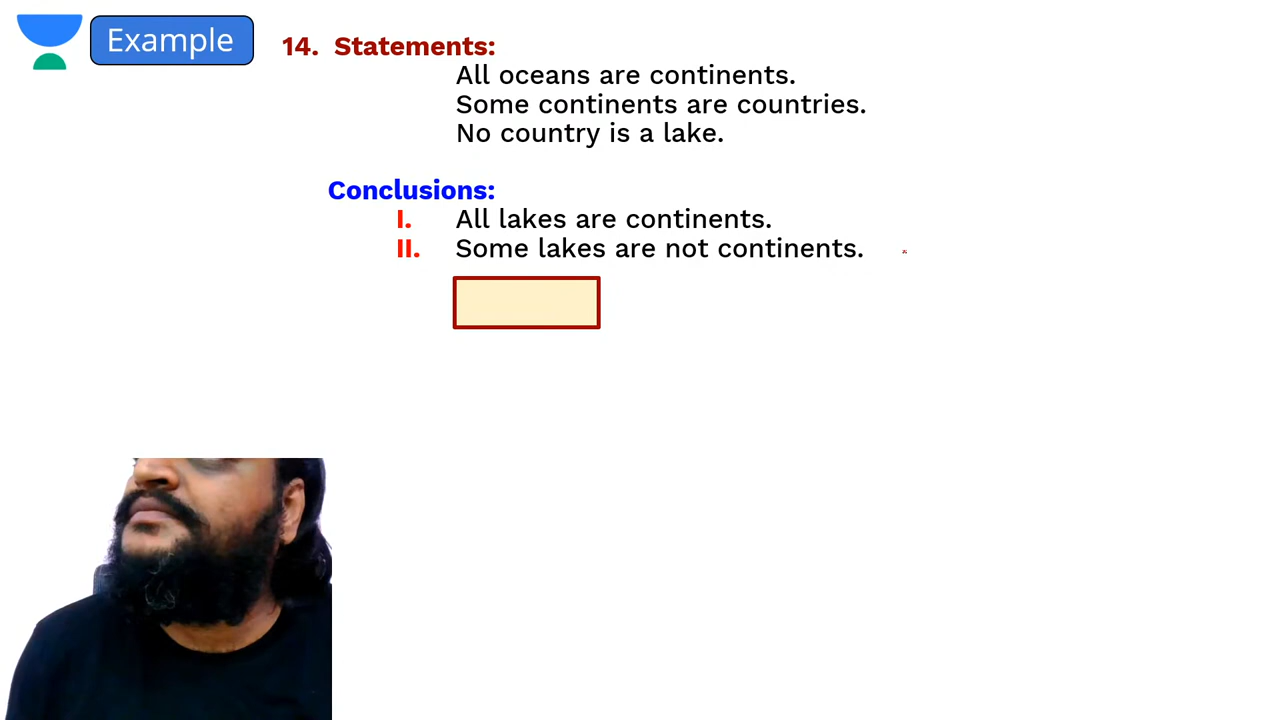 Example
14. Statements:
All oceans are continents.
Some continents are countries.
No country is a lake.
Conclusions:
I. All lakes are continents.
II. Some lakes are not continents.